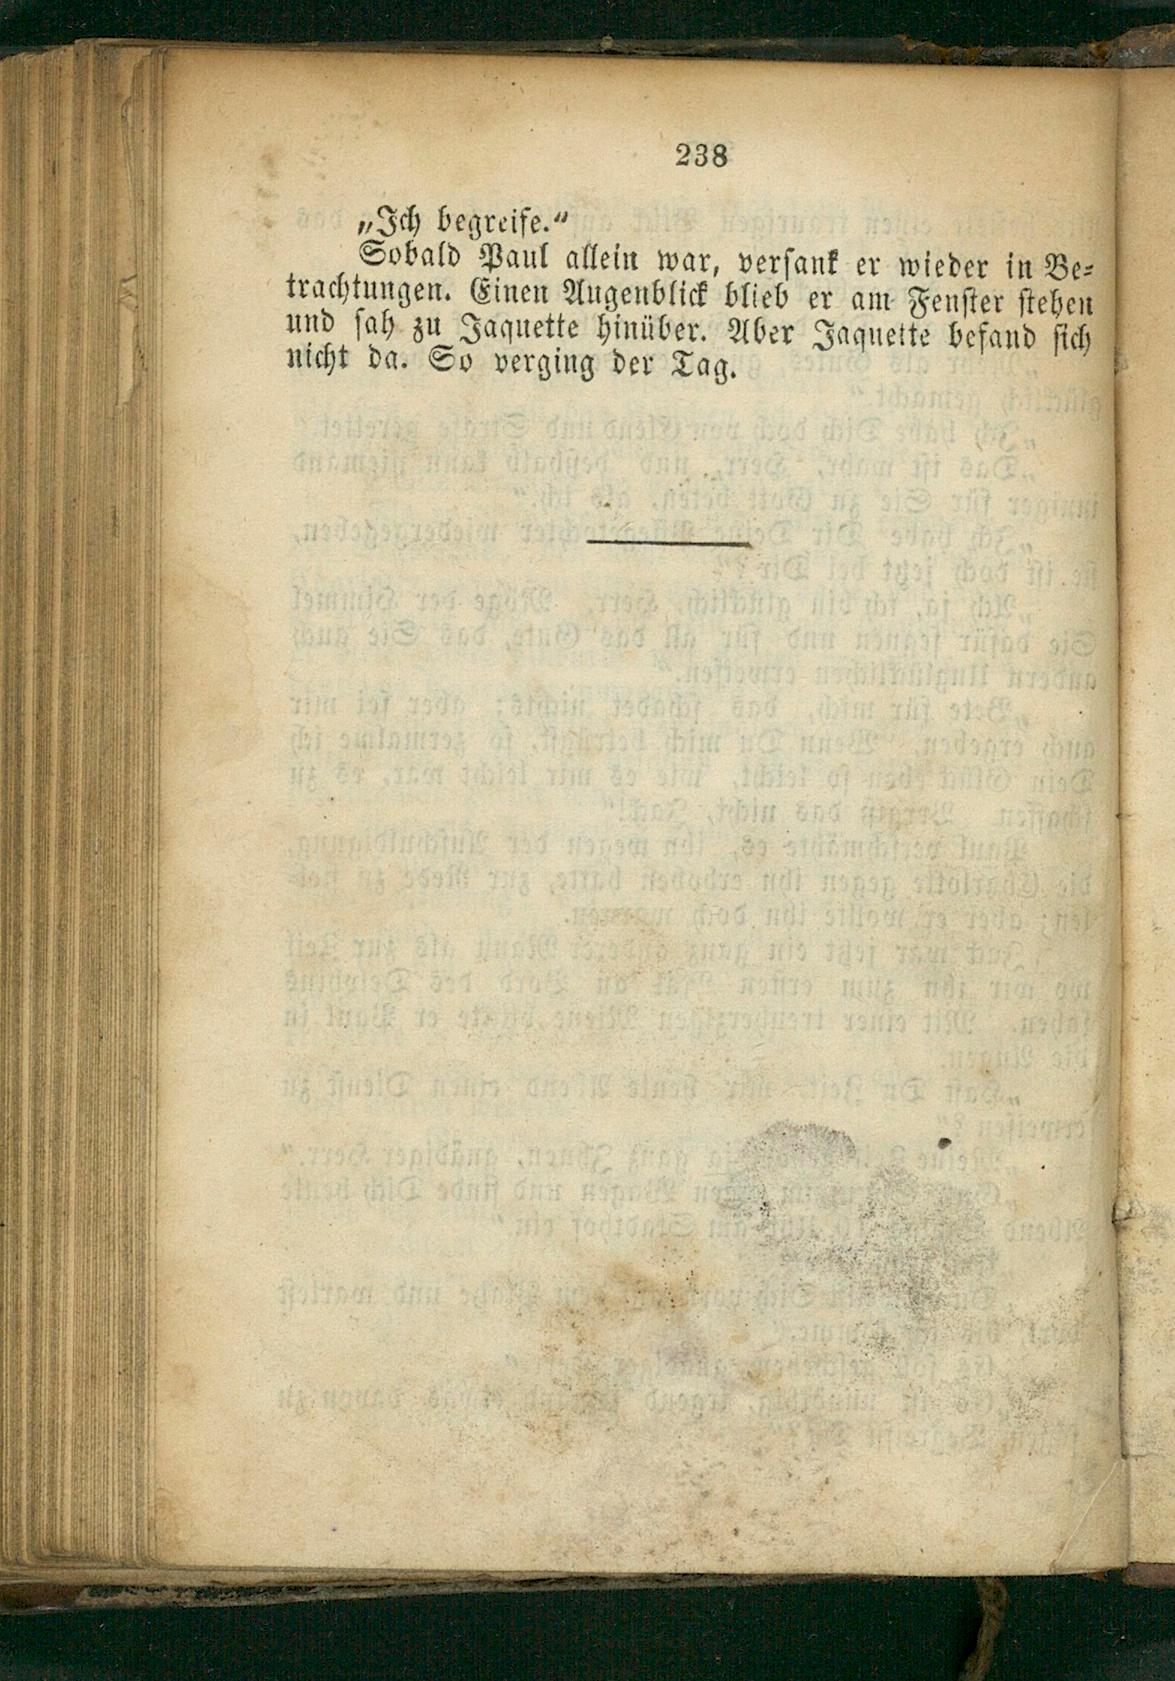 238
„Ich begreife.“
Sobald Paul allein war, versank er wieder in Be-
trachtungen. Einen Augenblick blieb er am Fenster stehen
und sah zu Jaquette hinüber. Aber Jaquette befand sich
nicht da. So verging der Tag.